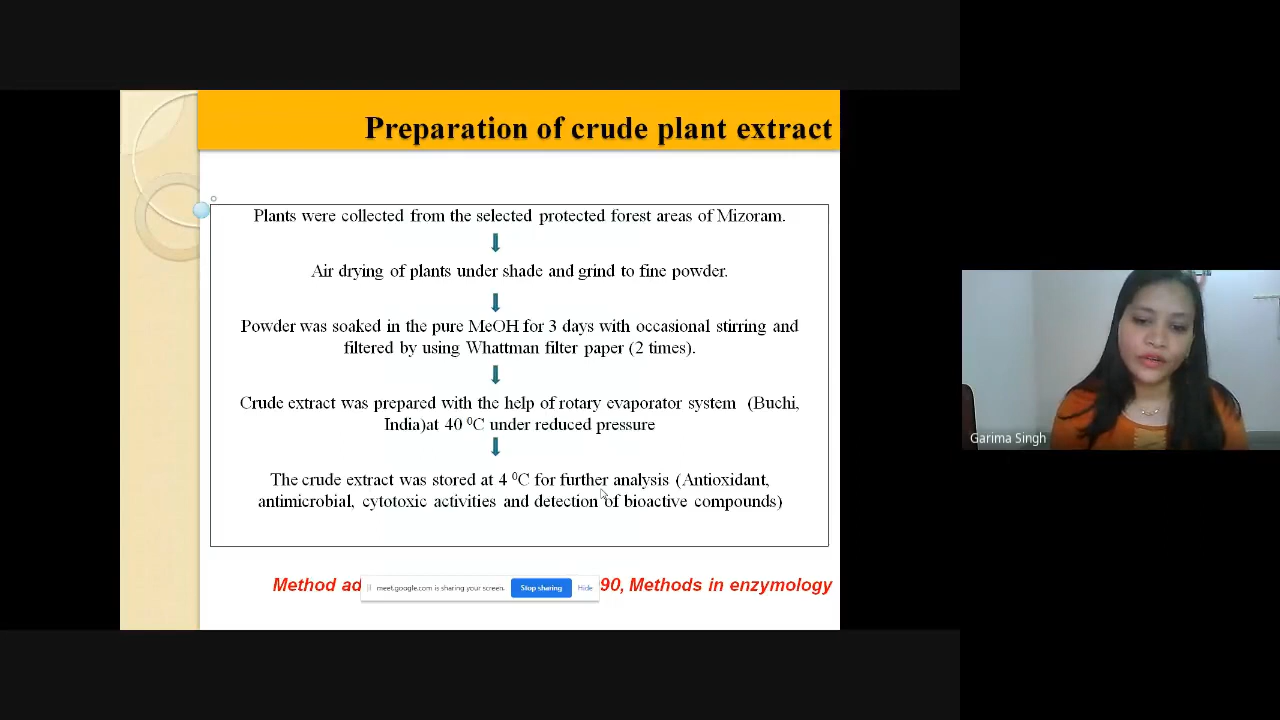 Preparation of crude plant extract
Plants were collected from the selected protected forest areas of Mizoram.
Air drying of plants under shade and grind to fine powder.
Powder was soaked in the pure MeOH for 3 days with occasional stirring and
filtered by using Whattman filter paper (2 times).
Crude extract was prepared with the help of rotary evaporator system (Buchi,
India)at 40 ⁰C under reduced pressure
The crude extract was stored at 4 ⁰C for further analysis (Antioxidant,
antimicrobial, cytotoxic activities and detection of bioactive compounds)
Method 90, Methods in enzymology
meet.google.com is sharing your screen. Stop sharing Hide
Garima Singh